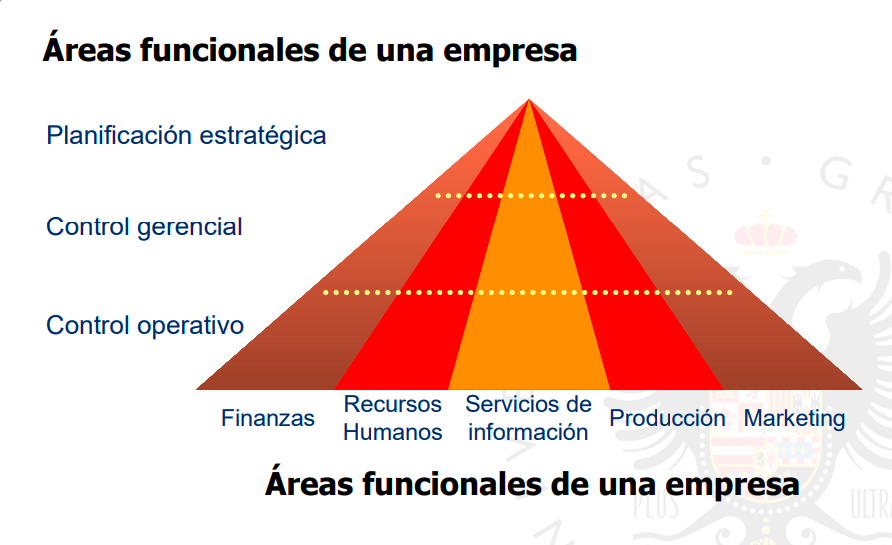 Áreas funcionales de una empresa
Planificación estratégica
Control gerencial
Control operativo
Finanzas
Recursos
Humanos
Servicios de
información
Producción
Marketing
Áreas funcionales de una empresa
PLUS
ULTRA